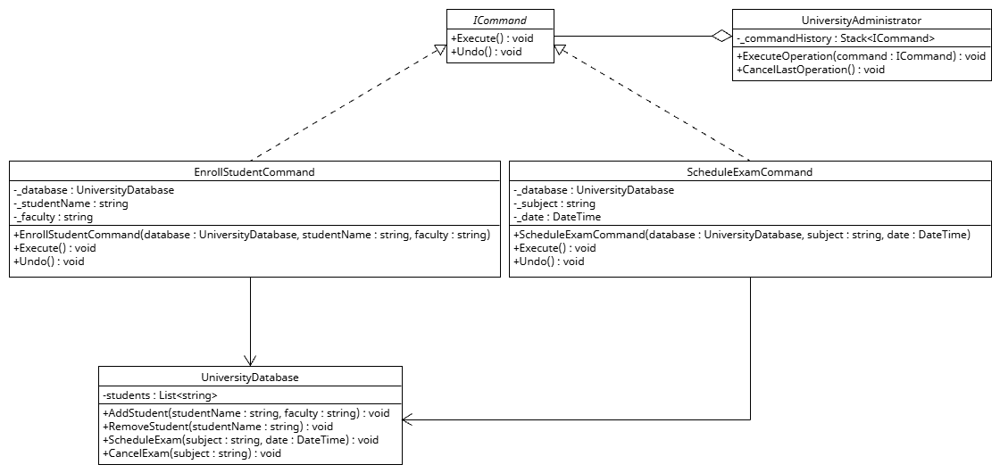 ICommand
+Execute() : void
+Undo() : void
UniversityAdministrator
-_commandHistory : Stack<ICommand>
+ExecuteOperation(command : ICommand) : void
+CancelLastOperation() : void
EnrollStudentCommand
-_database : UniversityDatabase
-_studentName : string
-_faculty : string
+EnrollStudentCommand(database : UniversityDatabase, studentName : string, faculty : string)
+Execute() : void
+Undo() : void
ScheduleExamCommand
-_database : UniversityDatabase
-_subject : string
-_date : DateTime
+ScheduleExamCommand(database : UniversityDatabase, subject : string, date : DateTime)
+Execute() : void
+Undo() : void
UniversityDatabase
-students : List<string>
+AddStudent(studentName : string, faculty : string) : void
+RemoveStudent(studentName : string) : void
+ScheduleExam(subject : string, date : DateTime) : void
+CancelExam(subject : string) : void